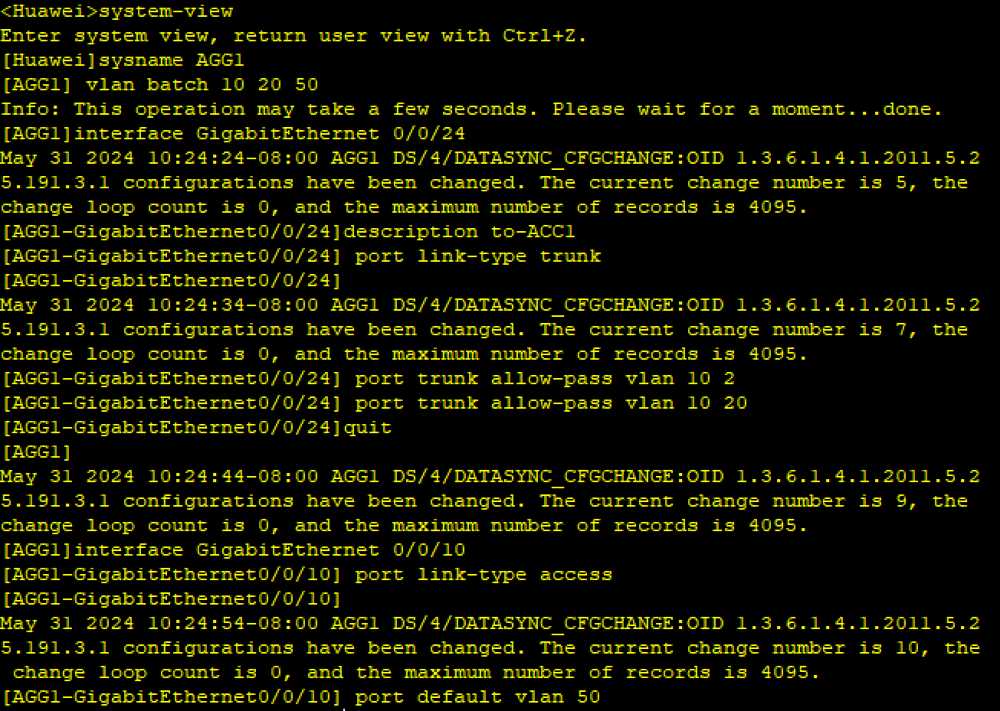 <Huawei>system-view
Enter system view, return user view with Ctrl+Z.
[Huawei]sysname AGG1
[AGG1] vlan batch 10 20 50
Info: This operation may take a few seconds. Please wait for a moment...done.
[AGG1]interface GigabitEthernet 0/0/24
May 31 2024 10:24:24-08:00 AGG1 DS/4/DATASYNC_CFGCHANGE:OID 1.3.6.1.4.1.2011.5.2
5.191.3.1 configurations have been changed. The current change number is 5, the
change loop count is 0, and the maximum number of records is 4095.
[AGG1-GigabitEthernet0/0/24]description to-ACC1
[AGG1-GigabitEthernet0/0/24] port link-type trunk
[AGG1-GigabitEthernet0/0/24]
May 31 2024 10:24:34-08:00 AGG1 DS/4/DATASYNC_CFGCHANGE:OID 1.3.6.1.4.1.2011.5.2
5.191.3.1 configurations have been changed. The current change number is 7, the
change loop count is 0, and the maximum number of records is 4095.
[AGG1-GigabitEthernet0/0/24] port trunk allow-pass vlan 10 2
[AGG1-GigabitEthernet0/0/24] port trunk allow-pass vlan 10 20
[AGG1-GigabitEthernet0/0/24]quit
[AGG1]
May 31 2024 10:24:44-08:00 AGG1 DS/4/DATASYNC_CFGCHANGE:OID 1.3.6.1.4.1.2011.5.2
5.191.3.1 configurations have been changed. The current change number is 9, the
change loop count is 0, and the maximum number of records is 4095.
[AGG1]interface GigabitEthernet 0/0/10
[AGG1-GigabitEthernet0/0/10] port link-type access
[AGG1-GigabitEthernet0/0/10]
May 31 2024 10:24:54-08:00 AGG1 DS/4/DATASYNC_CFGCHANGE:OID 1.3.6.1.4.1.2011.5.2
5.191.3.1 configurations have been changed. The current change number is 10, the
 change loop count is 0, and the maximum number of records is 4095.
[AGG1-GigabitEthernet0/0/10] port default vlan 50